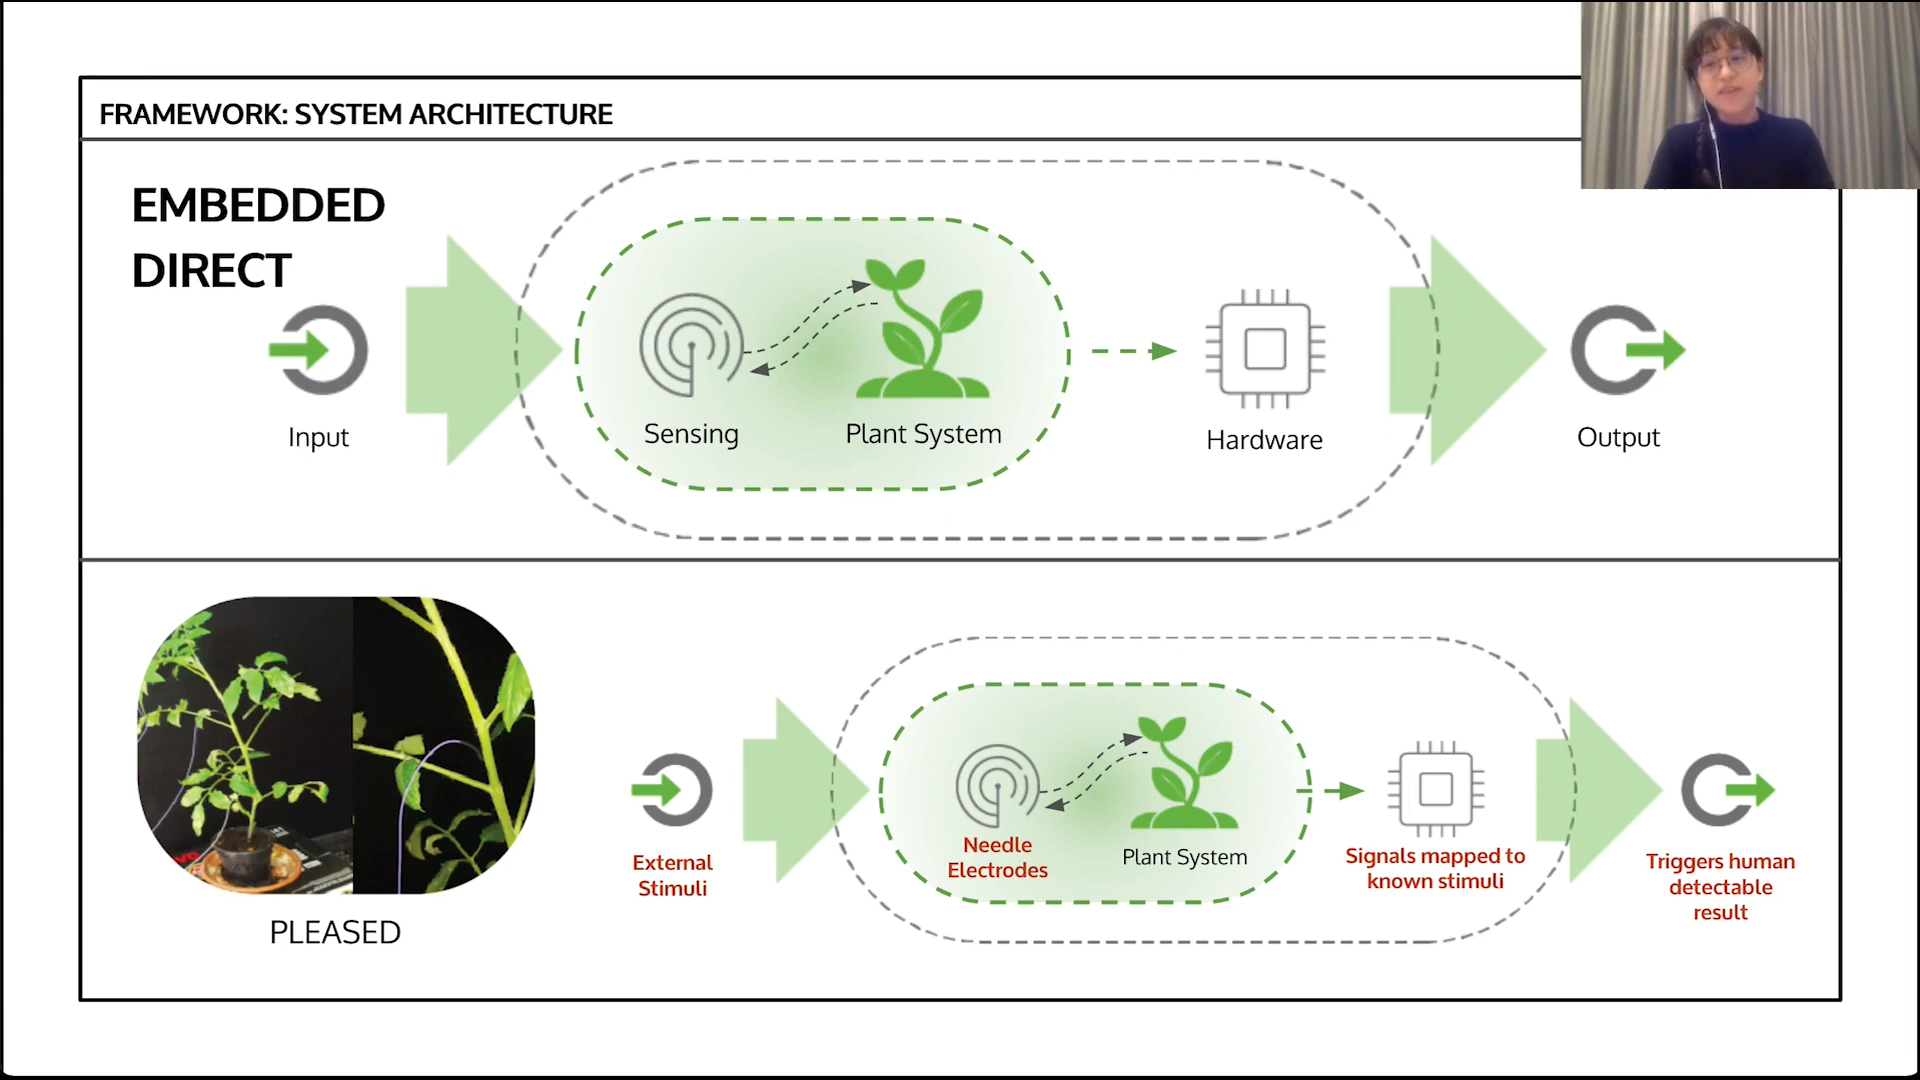 FRAMEWORK: SYSTEM ARCHITECTURE
EMBEDDED
DIRECT
Input
Sensing
Plant System
Hardware
Output
PLEASED
External
Stimuli
Needle
Electrodes
Plant System
Signals mapped to
known stimuli
Triggers human
detectable
result